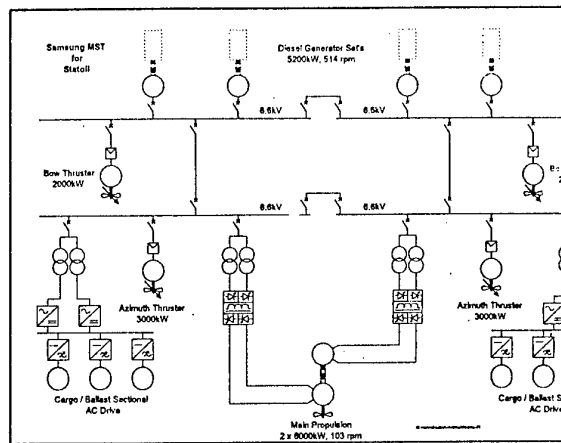 Samsung MST
for
Statoil
Diesel Generator Sets
5200kW, 514 rpm
6.6kV
6.6kV
Bow Thruster
2000kW
Bo
2
6.6kV
6.6kV
Azimuth Thruster
3000kW
Azimuth Thruster
3000kW
Cargo / Ballast Sectional
AC Drive
Main Propulsion
2 x 8000kW, 103 rpm
Cargo / Ballast S
AC D